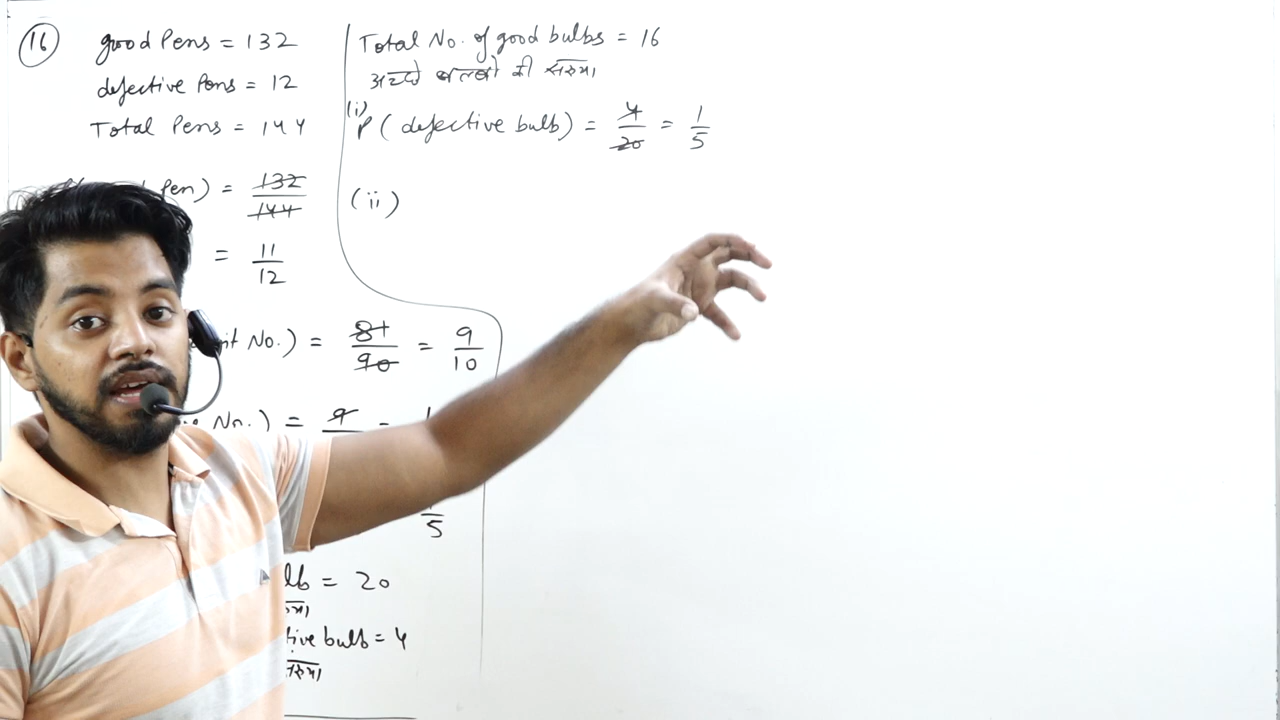 16
good Pens = 132
defective Pens = 12
Total Pens = 144
Pen) = 132/144
= 11/12
No.) = 81/90 = 9/10
No.) = 9
5
= 20
bulb = 4
Total No. of good bulbs = 16
अच्छे बल्बों की संख्या
(i) P( defective bulb) = 4/20 = 1/5
(ii)